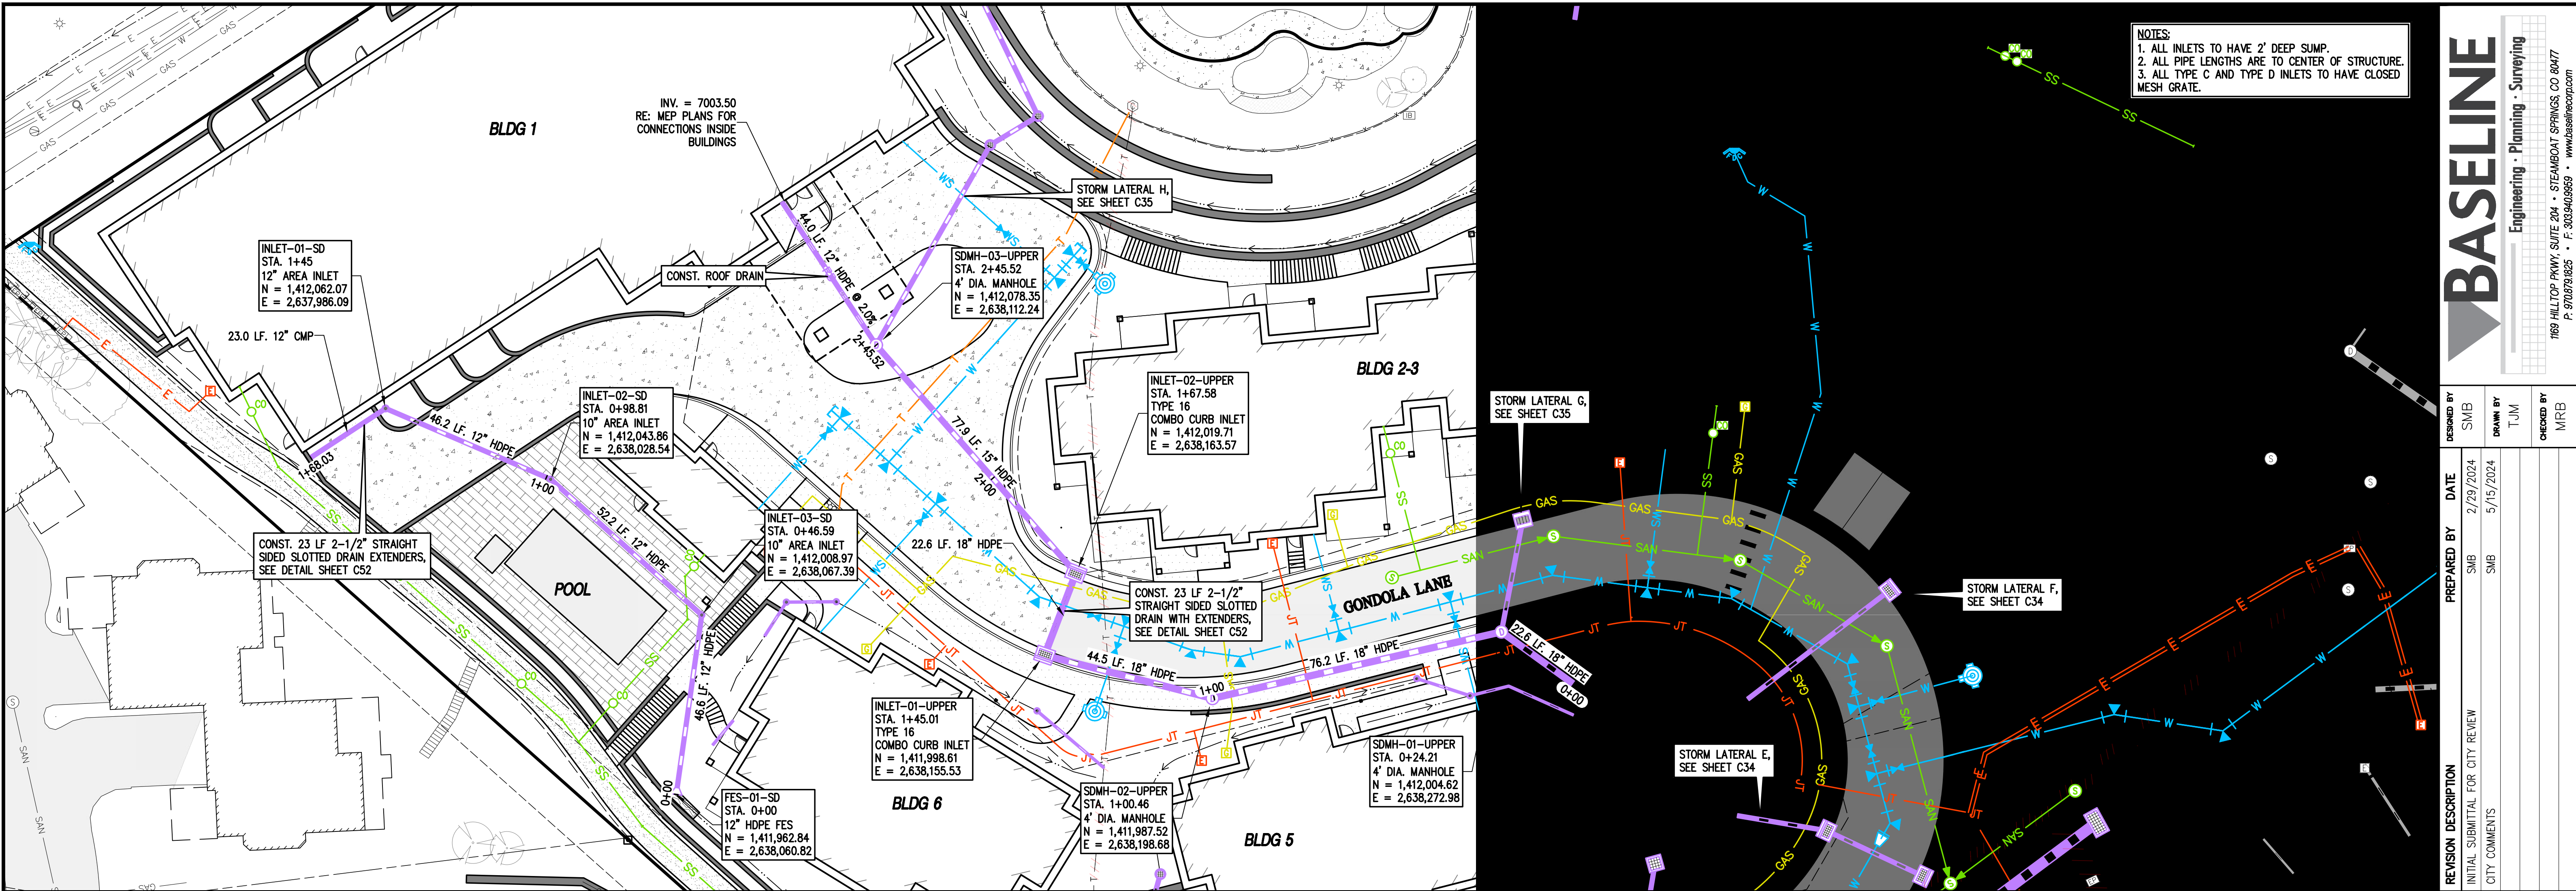 NOTES:
1. ALL INLETS TO HAVE 2' DEEP SUMP.
2. ALL PIPE LENGTHS ARE TO CENTER OF STRUCTURE.
3. ALL TYPE C AND TYPE D INLETS TO HAVE CLOSED
MESH GRATE.
BLDG 1
INV. = 7003.50
RE: MEP PLANS FOR
CONNECTIONS INSIDE
BUILDINGS
STORM LATERAL H,
SEE SHEET C35
INLET-01-SD
STA. 1+45
12" AREA INLET
N = 1,412,062.07
E = 2,637,986.09
23.0 LF. 12" CMP
CONST. ROOF DRAIN
44.0 LF. 12" HDPE @ 2.0%
2+45.52
SDMH-03-UPPER
STA. 2+45.52
4' DIA. MANHOLE
N = 1,412,078.35
E = 2,638,112.24
BLDG 2-3
INLET-02-SD
STA. 0+98.81
10" AREA INLET
N = 1,412,043.86
E = 2,638,028.54
INLET-02-UPPER
STA. 1+67.58
TYPE 16
COMBO CURB INLET
N = 1,412,019.71
E = 2,638,163.57
STORM LATERAL G,
SEE SHEET C35
46.2 LF. 12" HDPE
1+68.03
1+00
77.9 LF. 15" HDPE
2+00
52.2 LF. 12" HDPE
CONST. 23 LF 2-1/2" STRAIGHT
SIDED SLOTTED DRAIN EXTENDERS,
SEE DETAIL SHEET C52
POOL
INLET-03-SD
STA. 0+46.59
10" AREA INLET
N = 1,412,008.97
E = 2,638,067.39
22.6 LF. 18" HDPE
CONST. 23 LF 2-1/2"
STRAIGHT SIDED SLOTTED
DRAIN WITH EXTENDERS,
SEE DETAIL SHEET C52
GONDOLA LANE
STORM LATERAL F,
SEE SHEET C34
46.6 LF. 12" HDPE
0+00
44.5 LF. 18" HDPE
1+00
76.2 LF. 18" HDPE
22.6 LF. 18" HDPE
0+00
INLET-01-UPPER
STA. 1+45.01
TYPE 16
COMBO CURB INLET
N = 1,411,998.61
E = 2,638,155.53
SDMH-01-UPPER
STA. 0+24.21
4' DIA. MANHOLE
N = 1,412,004.62
E = 2,638,272.98
STORM LATERAL E,
SEE SHEET C34
FES-01-SD
STA. 0+00
12" HDPE FES
N = 1,411,962.84
E = 2,638,060.82
BLDG 6
SDMH-02-UPPER
STA. 1+00.46
4' DIA. MANHOLE
N = 1,411,987.52
E = 2,638,198.68
BLDG 5
BASELINE
Engineering · Planning · Surveying
1169 HILLTOP PKWY, SUITE 204 • STEAMBOAT SPRINGS, CO 80477
P. 970.879.1825 • F. 303.940.9959 • www.baselinecorp.com
DESIGNED BY
SMB
DRAWN BY
TJM
CHECKED BY
MRB
REVISION DESCRIPTION PREPARED BY DATE
INITIAL SUBMITTAL FOR CITY REVIEW SMB 2/29/2024
CITY COMMENTS SMB 5/15/2024